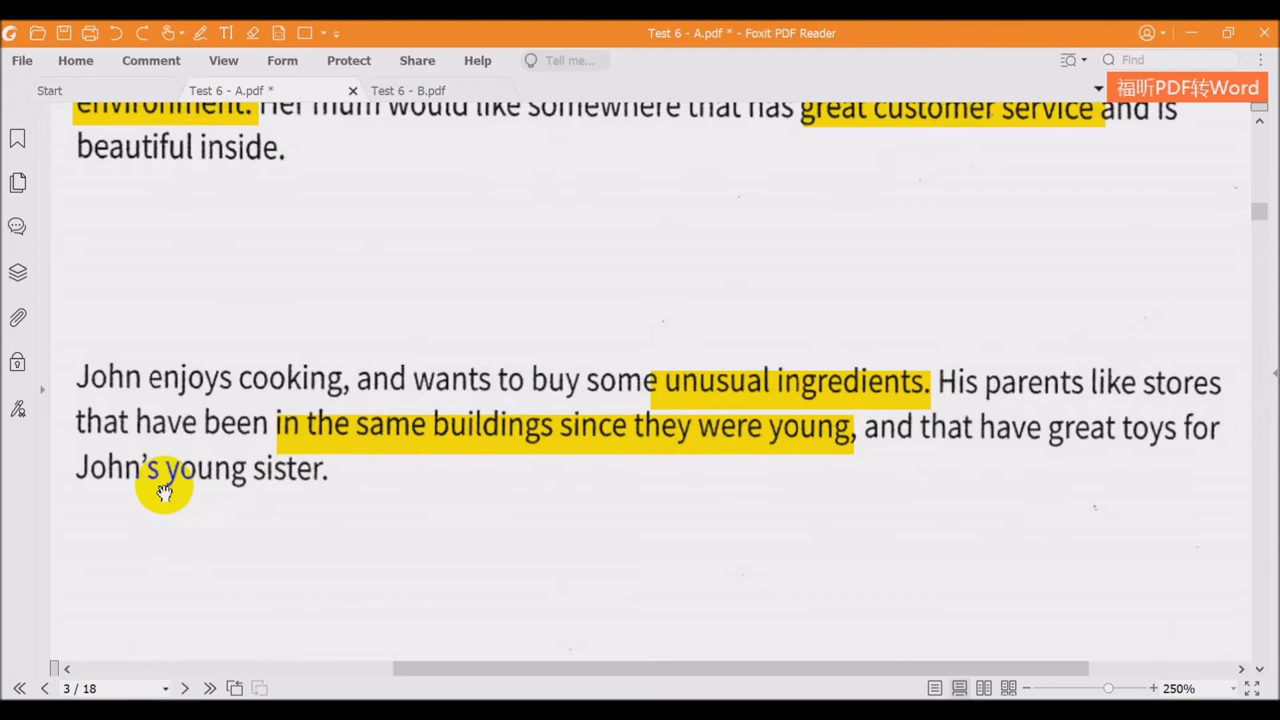 Test 6 - A.pdf * - Foxit PDF Reader
File Home Comment View Form Protect Share Help Tell me... Find
Start Test 6 - A.pdf * Test 6 - B.pdf 福昕PDF转Word
environment. Her mum would like somewhere that has great customer service and is
beautiful inside.
John enjoys cooking, and wants to buy some unusual ingredients. His parents like stores
that have been in the same buildings since they were young, and that have great toys for
John's young sister.
3 / 18 250%